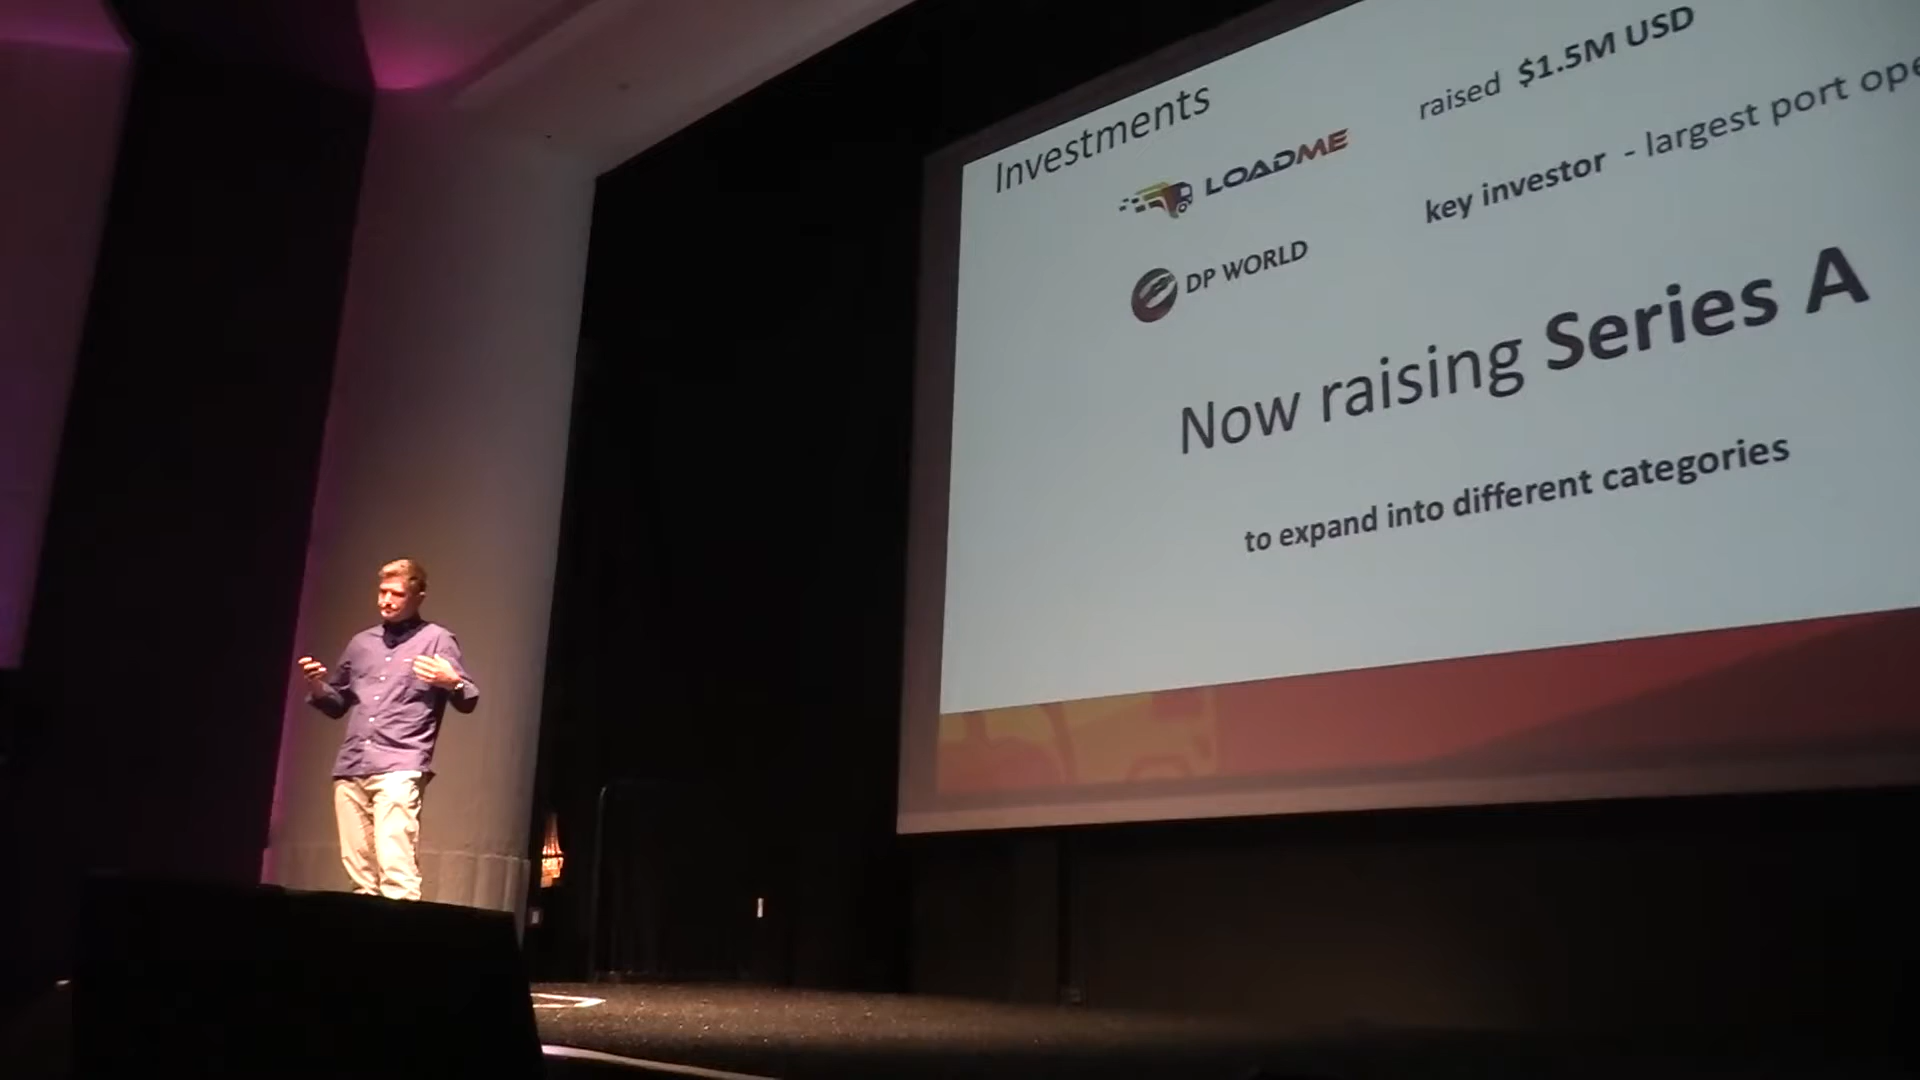 Investments
LOADME
raised $1.5M USD
DP WORLD
key investor - largest port
Now raising Series A
to expand into different categories